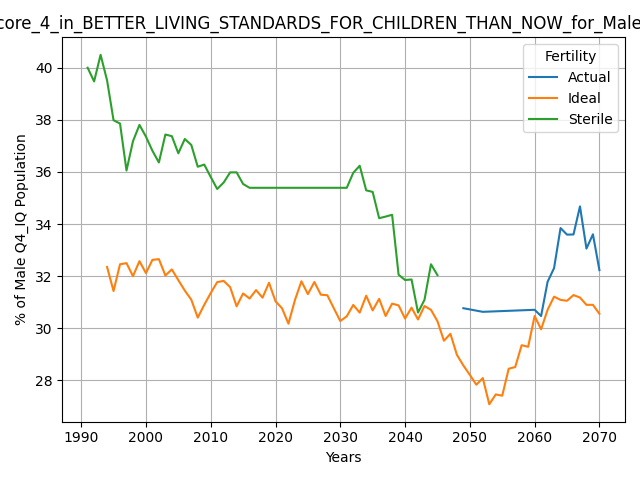 core_4_in_BETTER_LIVING_STANDARDS_FOR_CHILDREN_THAN_NOW_for_Male
Fertility
Actual
Ideal
Sterile
% of Male Q4_IQ Population
40
38
36
34
32
30
28
1990 2000 2010 2020 2030 2040 2050 2060 2070
Years